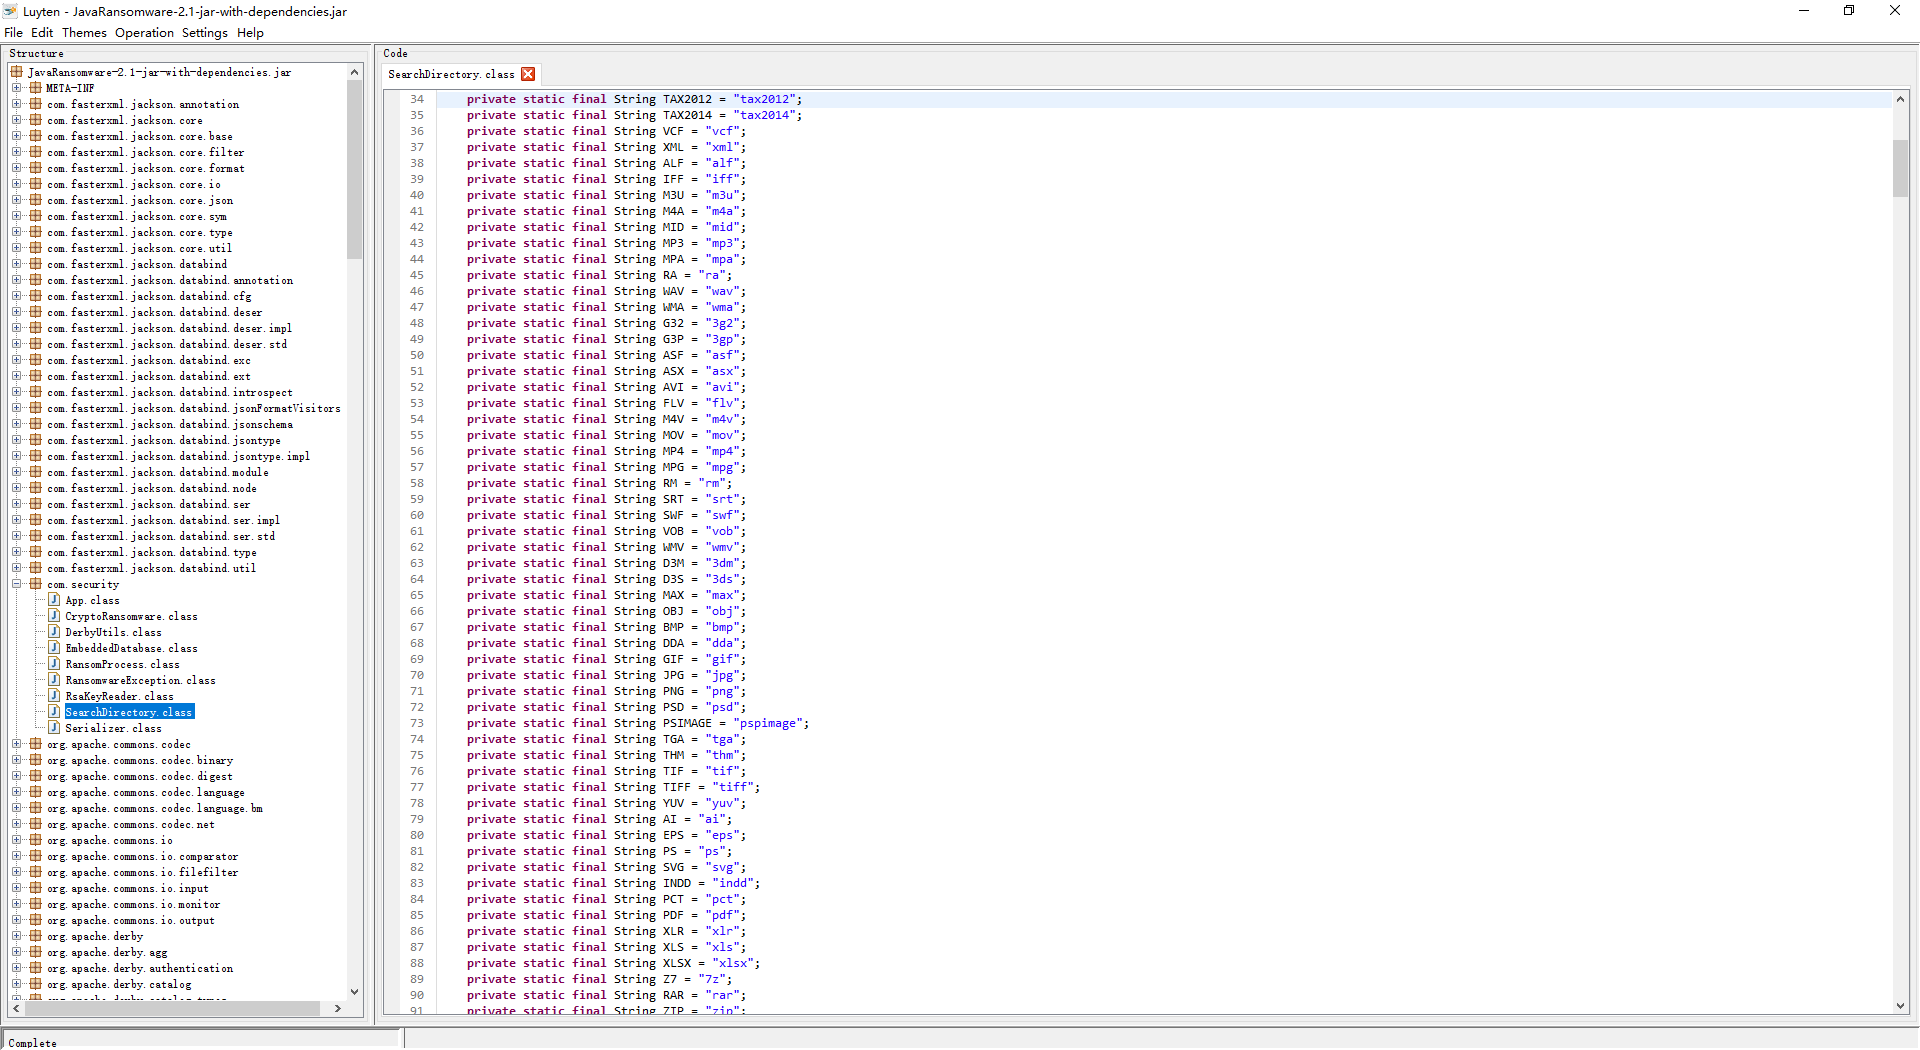 Luyten - JavaRansomware-2.1-jar-with-dependencies.jar
File Edit Themes Operation Settings Help
Structure
JavaRansomware-2.1-jar-with-dependencies.jar
META-INF
com.fasterxml.jackson.annotation
com.fasterxml.jackson.core
com.fasterxml.jackson.core.base
com.fasterxml.jackson.core.filter
com.fasterxml.jackson.core.format
com.fasterxml.jackson.core.io
com.fasterxml.jackson.core.json
com.fasterxml.jackson.core.sym
com.fasterxml.jackson.core.type
com.fasterxml.jackson.core.util
com.fasterxml.jackson.databind
com.fasterxml.jackson.databind.annotation
com.fasterxml.jackson.databind.cfg
com.fasterxml.jackson.databind.deser
com.fasterxml.jackson.databind.deser.impl
com.fasterxml.jackson.databind.deser.std
com.fasterxml.jackson.databind.exc
com.fasterxml.jackson.databind.ext
com.fasterxml.jackson.databind.introspect
com.fasterxml.jackson.databind.jsonFormatVisitors
com.fasterxml.jackson.databind.jsonschema
com.fasterxml.jackson.databind.jsontype
com.fasterxml.jackson.databind.jsontype.impl
com.fasterxml.jackson.databind.module
com.fasterxml.jackson.databind.node
com.fasterxml.jackson.databind.ser
com.fasterxml.jackson.databind.ser.impl
com.fasterxml.jackson.databind.ser.std
com.fasterxml.jackson.databind.type
com.fasterxml.jackson.databind.util
com.security
App.class
CryptoRansomware.class
DerbyUtils.class
EmbeddedDatabase.class
RansomProcess.class
RansomwareException.class
RsaKeyReader.class
SearchDirectory.class
Serializer.class
org.apache.commons.codec
org.apache.commons.codec.binary
org.apache.commons.codec.digest
org.apache.commons.codec.language
org.apache.commons.codec.language.bm
org.apache.commons.codec.net
org.apache.commons.io
org.apache.commons.io.comparator
org.apache.commons.io.filefilter
org.apache.commons.io.input
org.apache.commons.io.monitor
org.apache.commons.io.output
org.apache.derby
org.apache.derby.agg
org.apache.derby.authentication
org.apache.derby.catalog
Code
SearchDirectory.class
34 private static final String TAX2012 = "tax2012";
35 private static final String TAX2014 = "tax2014";
36 private static final String VCF = "vcf";
37 private static final String XML = "xml";
38 private static final String ALF = "alf";
39 private static final String IFF = "iff";
40 private static final String M3U = "m3u";
41 private static final String M4A = "m4a";
42 private static final String MID = "mid";
43 private static final String MP3 = "mp3";
44 private static final String MPA = "mpa";
45 private static final String RA = "ra";
46 private static final String WAV = "wav";
47 private static final String WMA = "wma";
48 private static final String G32 = "3g2";
49 private static final String G3P = "3gp";
50 private static final String ASF = "asf";
51 private static final String ASX = "asx";
52 private static final String AVI = "avi";
53 private static final String FLV = "flv";
54 private static final String M4V = "m4v";
55 private static final String MOV = "mov";
56 private static final String MP4 = "mp4";
57 private static final String MPG = "mpg";
58 private static final String RM = "rm";
59 private static final String SRT = "srt";
60 private static final String SWF = "swf";
61 private static final String VOB = "vob";
62 private static final String WMV = "wmv";
63 private static final String D3M = "3dm";
64 private static final String D3S = "3ds";
65 private static final String MAX = "max";
66 private static final String OBJ = "obj";
67 private static final String BMP = "bmp";
68 private static final String DDA = "dda";
69 private static final String GIF = "gif";
70 private static final String JPG = "jpg";
71 private static final String PNG = "png";
72 private static final String PSD = "psd";
73 private static final String PSIMAGE = "pspimage";
74 private static final String TGA = "tga";
75 private static final String THM = "thm";
76 private static final String TIF = "tif";
77 private static final String TIFF = "tiff";
78 private static final String YUV = "yuv";
79 private static final String AI = "ai";
80 private static final String EPS = "eps";
81 private static final String PS = "ps";
82 private static final String SVG = "svg";
83 private static final String INDD = "indd";
84 private static final String PCT = "pct";
85 private static final String PDF = "pdf";
86 private static final String XLR = "xlr";
87 private static final String XLS = "xls";
88 private static final String XLSX = "xlsx";
89 private static final String Z7 = "7z";
90 private static final String RAR = "rar";
91 private static final String ZIP = "zip";
Complete